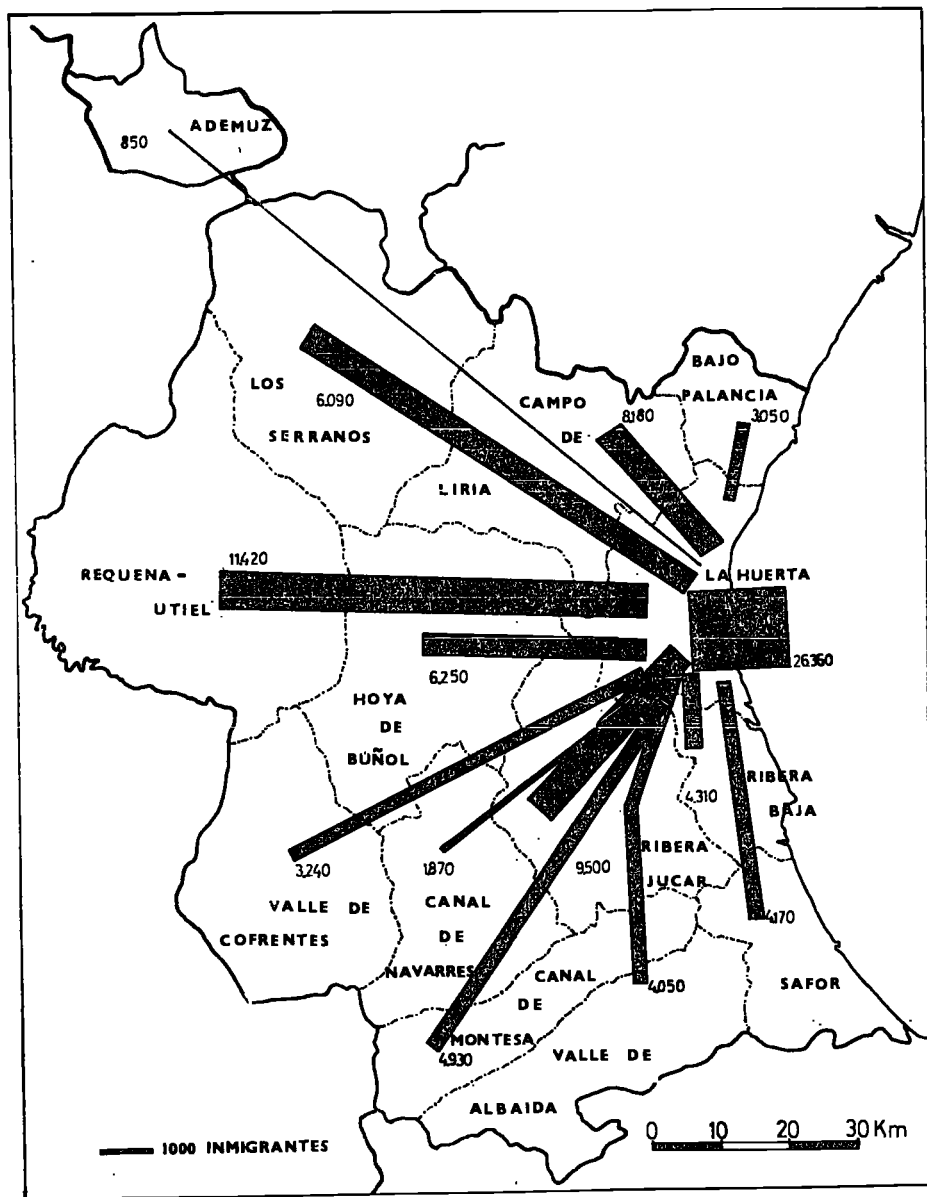 ADEMUZ
850
BAJO
PALANCIA
LOS
CAMPO
8.180
3.050
6.090
DE
SERRANOS
LIRIA
11.420
REQUENA-
LA HUERTA
UTIEL
26.360
6.250
HOYA
DE
BUÑOL
RIBERA
4.310
BAJA
3.240
1.870
9.500
RIBERA
JUCAR
VALLE DE
CANAL
4.170
COFRENTES
DE
NAVARRES
CANAL
4.050
SAFOR
DE
MONTESA
4.930
VALLE DE
ALBAIDA
1000 INMIGRANTES
0 10 20 30 Km